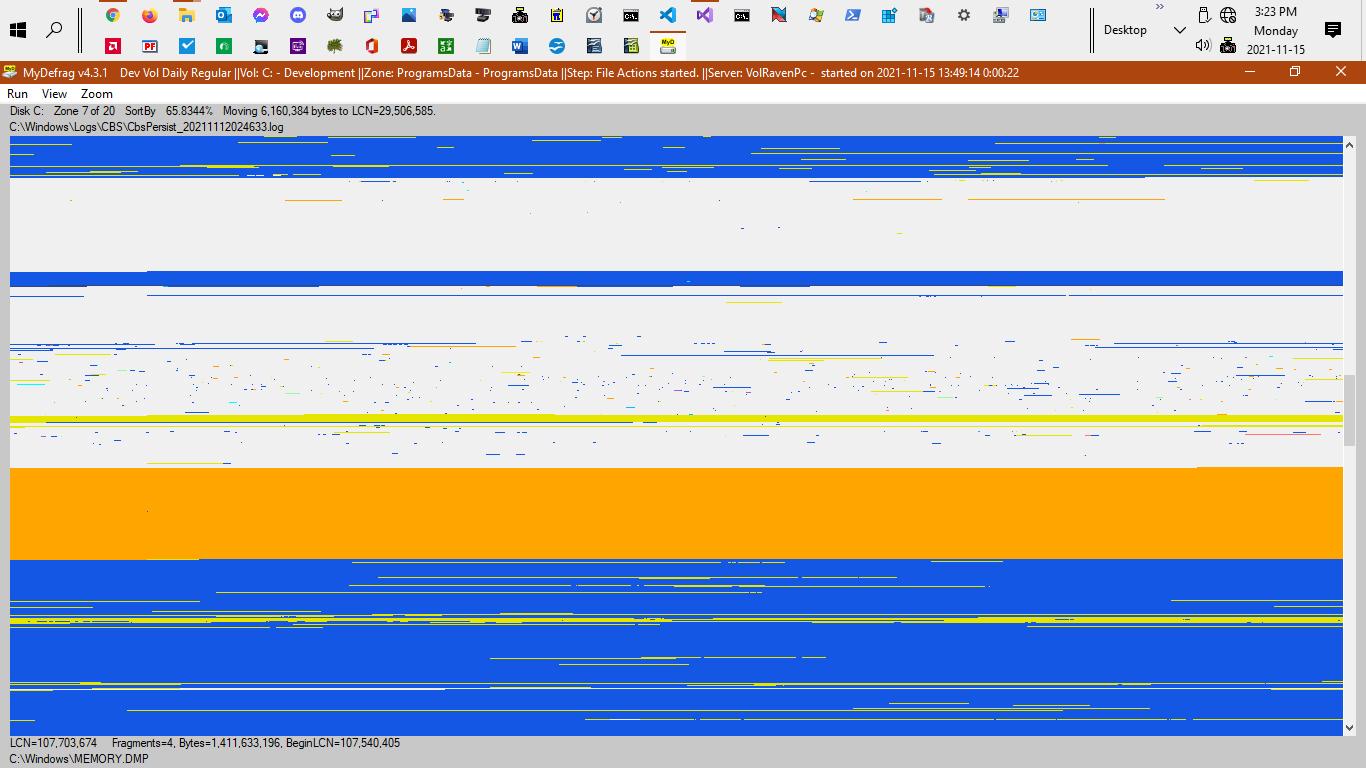 3:23 PM
Desktop
Monday
2021-11-15
MyDefrag v4.3.1 Dev Vol Daily Regular ||Vol: C: - Development ||Zone: ProgramsData - ProgramsData ||Step: File Actions started. ||Server: VolRavenPc - started on 2021-11-15 13:49:14 0:00:22
Run View Zoom
Disk C: Zone 7 of 20 SortBy 65.8344% Moving 6,160,384 bytes to LCN=29,506,585.
C:\Windows\Logs\CBS\CbsPersist_20211112024633.log
LCN=107,703,674 Fragments=4, Bytes=1,411,633,196, BeginLCN=107,540,405
C:\Windows\MEMORY.DMP